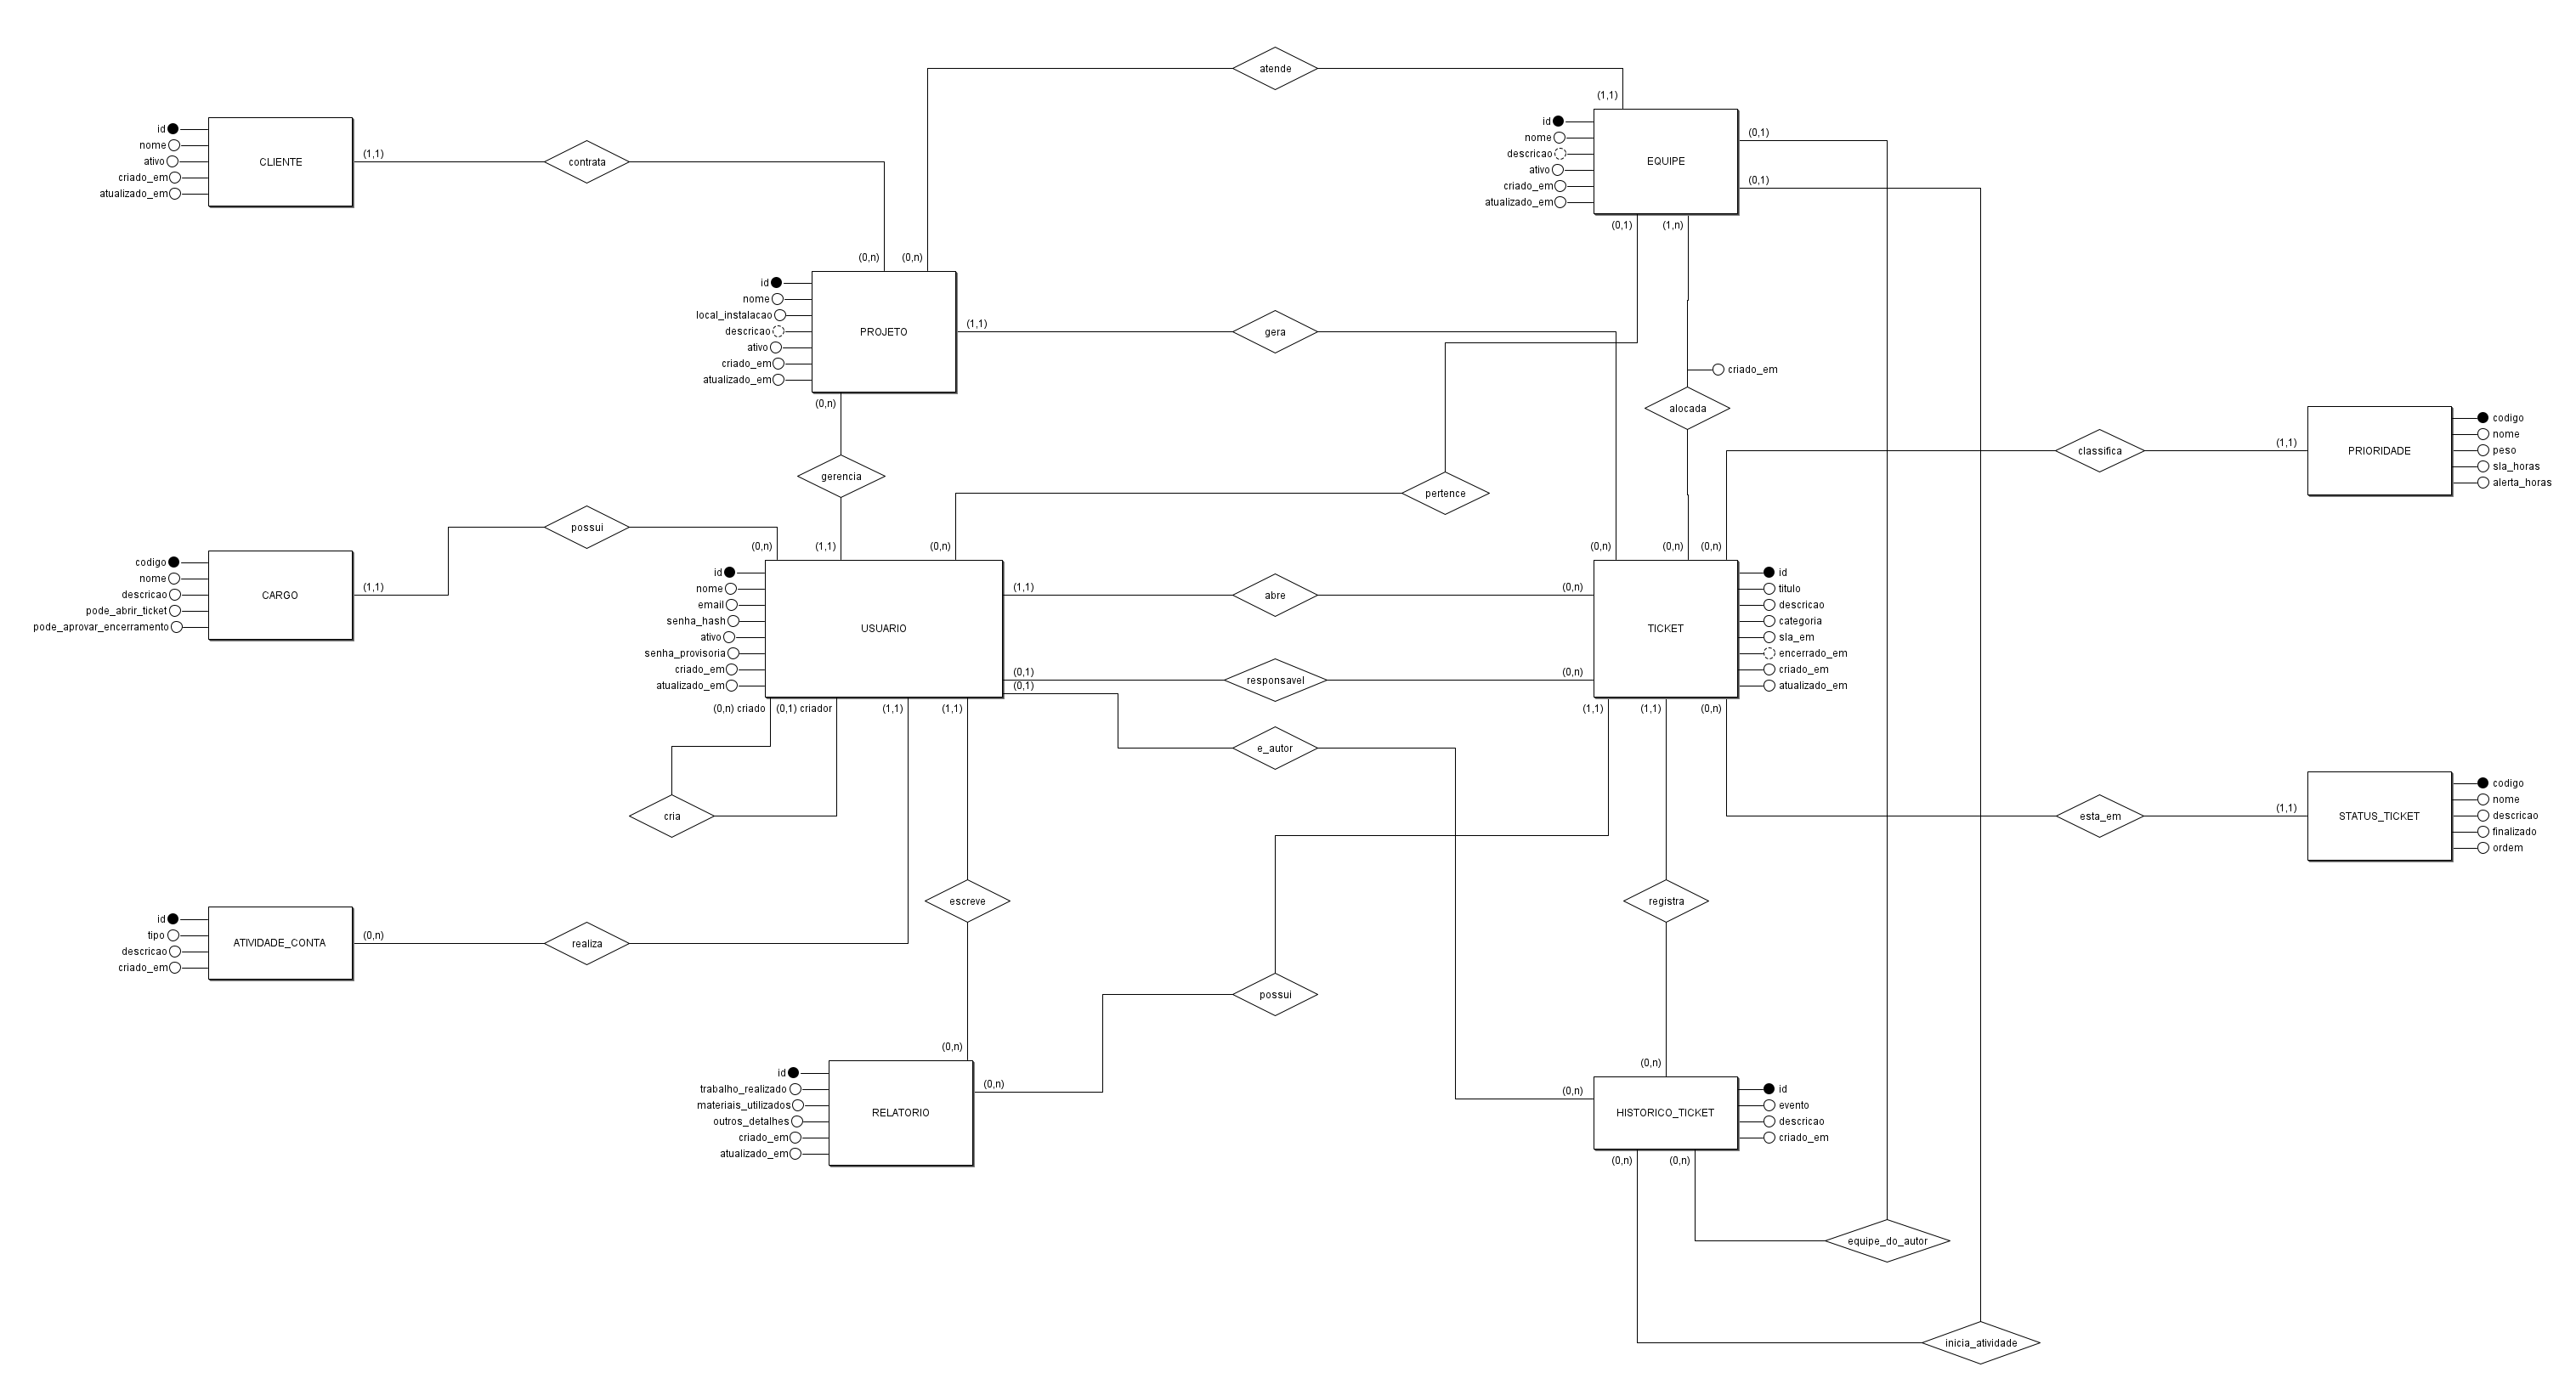 atende
(1,1)
id
nome
descricao
ativo
criado_em
atualizado_em
EQUIPE
(0,1)
(0,1)
(0,1)
(1,n)
id
nome
ativo
criado_em
atualizado_em
CLIENTE
(1,1)
contrata
(0,n)
(0,n)
id
nome
local_instalacao
descricao
ativo
criado_em
atualizado_em
PROJETO
(1,1)
gera
(0,n)
criado_em
alocada
gerencia
pertence
classifica
(1,1)
PRIORIDADE
codigo
nome
peso
sla_horas
alerta_horas
possui
(0,n)
(1,1)
(0,n)
(0,n)
(0,n)
(0,n)
codigo
nome
descricao
pode_abrir_ticket
pode_aprovar_encerramento
CARGO
(1,1)
id
nome
email
senha_hash
ativo
senha_provisoria
criado_em
atualizado_em
USUARIO
(1,1)
abre
(0,n)
(0,1)
(0,1)
responsavel
(0,n)
TICKET
id
titulo
descricao
categoria
sla_em
encerrado_em
criado_em
atualizado_em
(0,n) criado
(0,1) criador
(1,1)
(1,1)
(1,1)
(1,1)
(0,n)
e_autor
cria
esta_em
(1,1)
STATUS_TICKET
codigo
nome
descricao
finalizado
ordem
escreve
registra
id
tipo
descricao
criado_em
ATIVIDADE_CONTA
(0,n)
realiza
possui
(0,n)
(0,n)
id
trabalho_realizado
materiais_utilizados
outros_detalhes
criado_em
atualizado_em
RELATORIO
(0,n)
(0,n)
HISTORICO_TICKET
id
evento
descricao
criado_em
(0,n)
(0,n)
equipe_do_autor
inicia_atividade